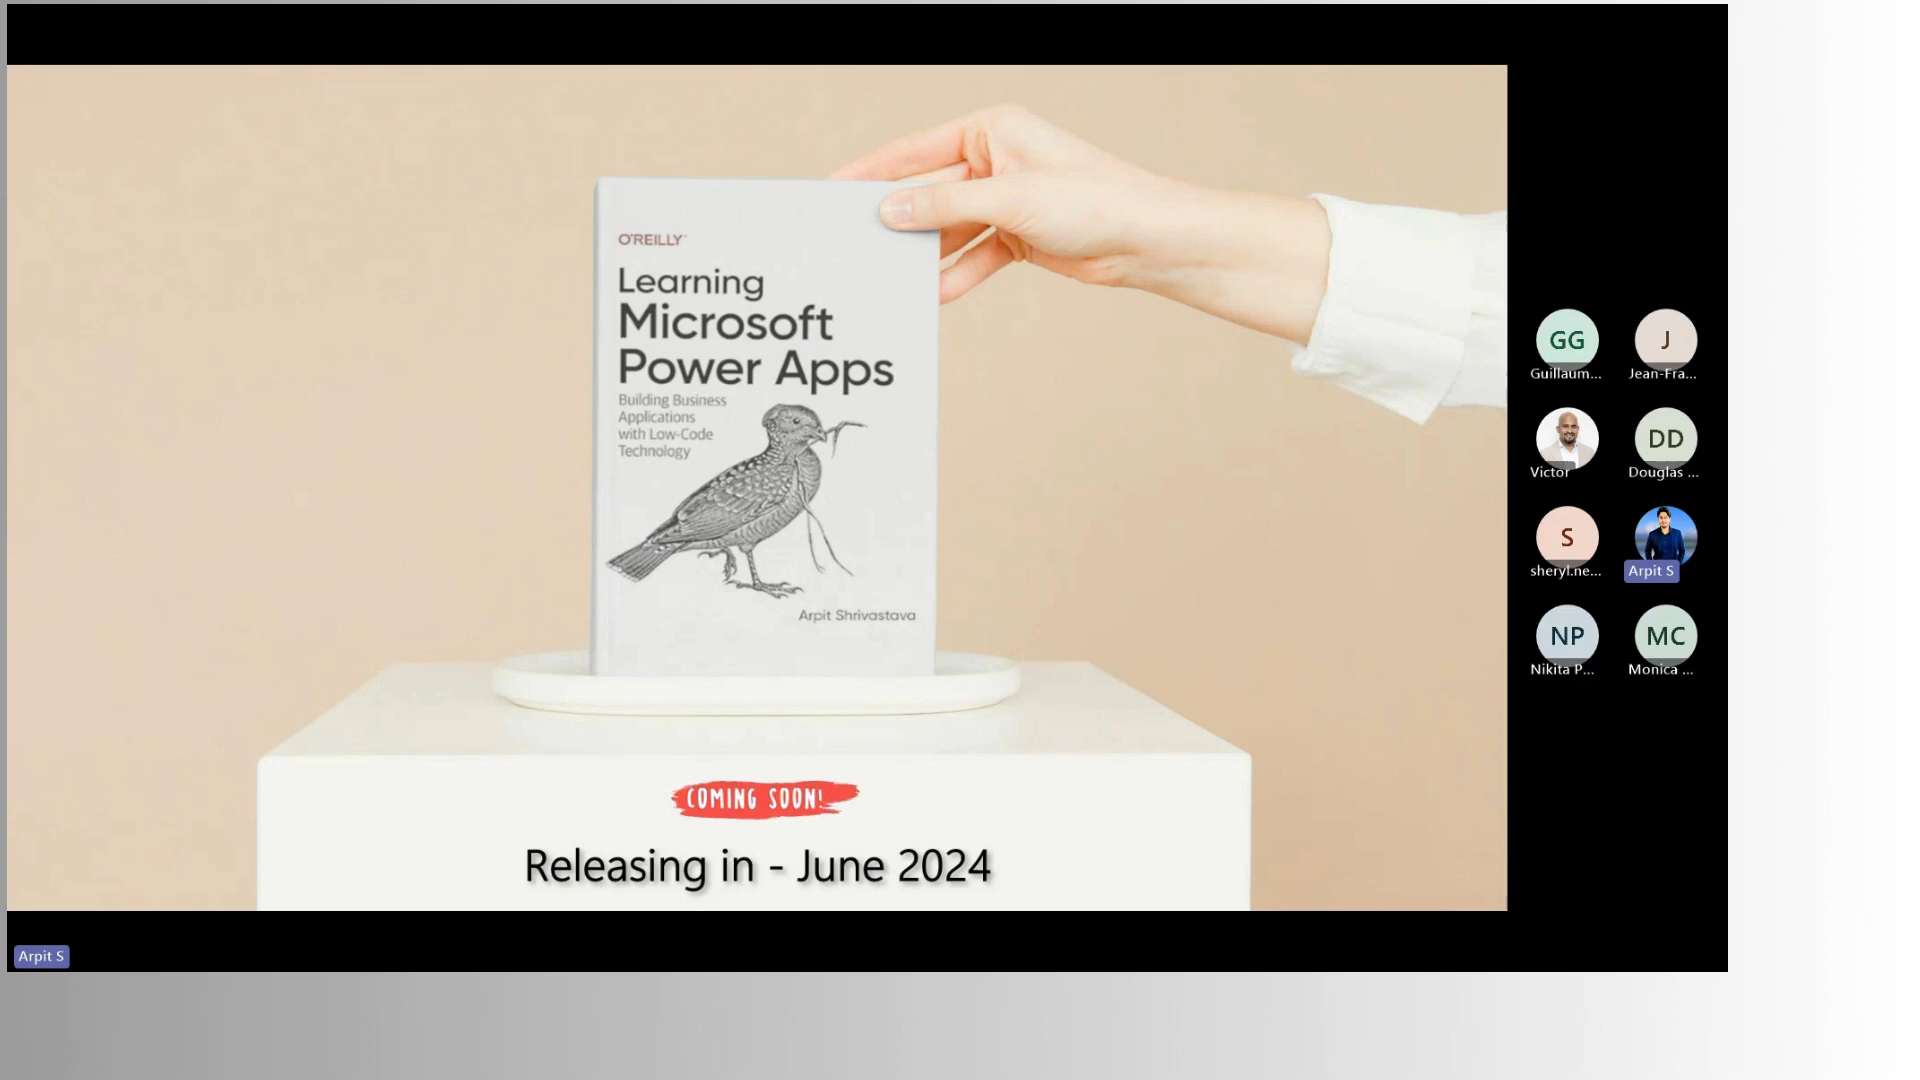 O'REILLY
Learning
Microsoft
Power Apps
Building Business
Applications
with Low-Code
Technology
Arpit Shrivastava
COMING SOON!
Releasing in - June 2024
GG
Guillaum...
J
Jean-Fra...
Victor
DD
Douglas ...
S
sheryl.ne...
Arpit S
NP
Nikita P...
MC
Monica ...
Arpit S